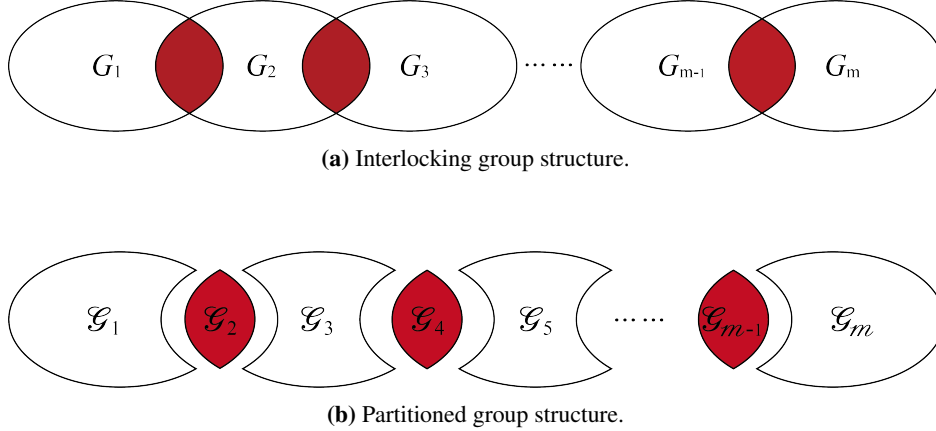 G₁ G₂ G₃ ⋯⋯ Gₘ₋₁ Gₘ
(a) Interlocking group structure.
𝒢₁ 𝒢₂ 𝒢₃ 𝒢₄ 𝒢₅ ⋯⋯ 𝒢ₘ₋₁ 𝒢ₘ
(b) Partitioned group structure.